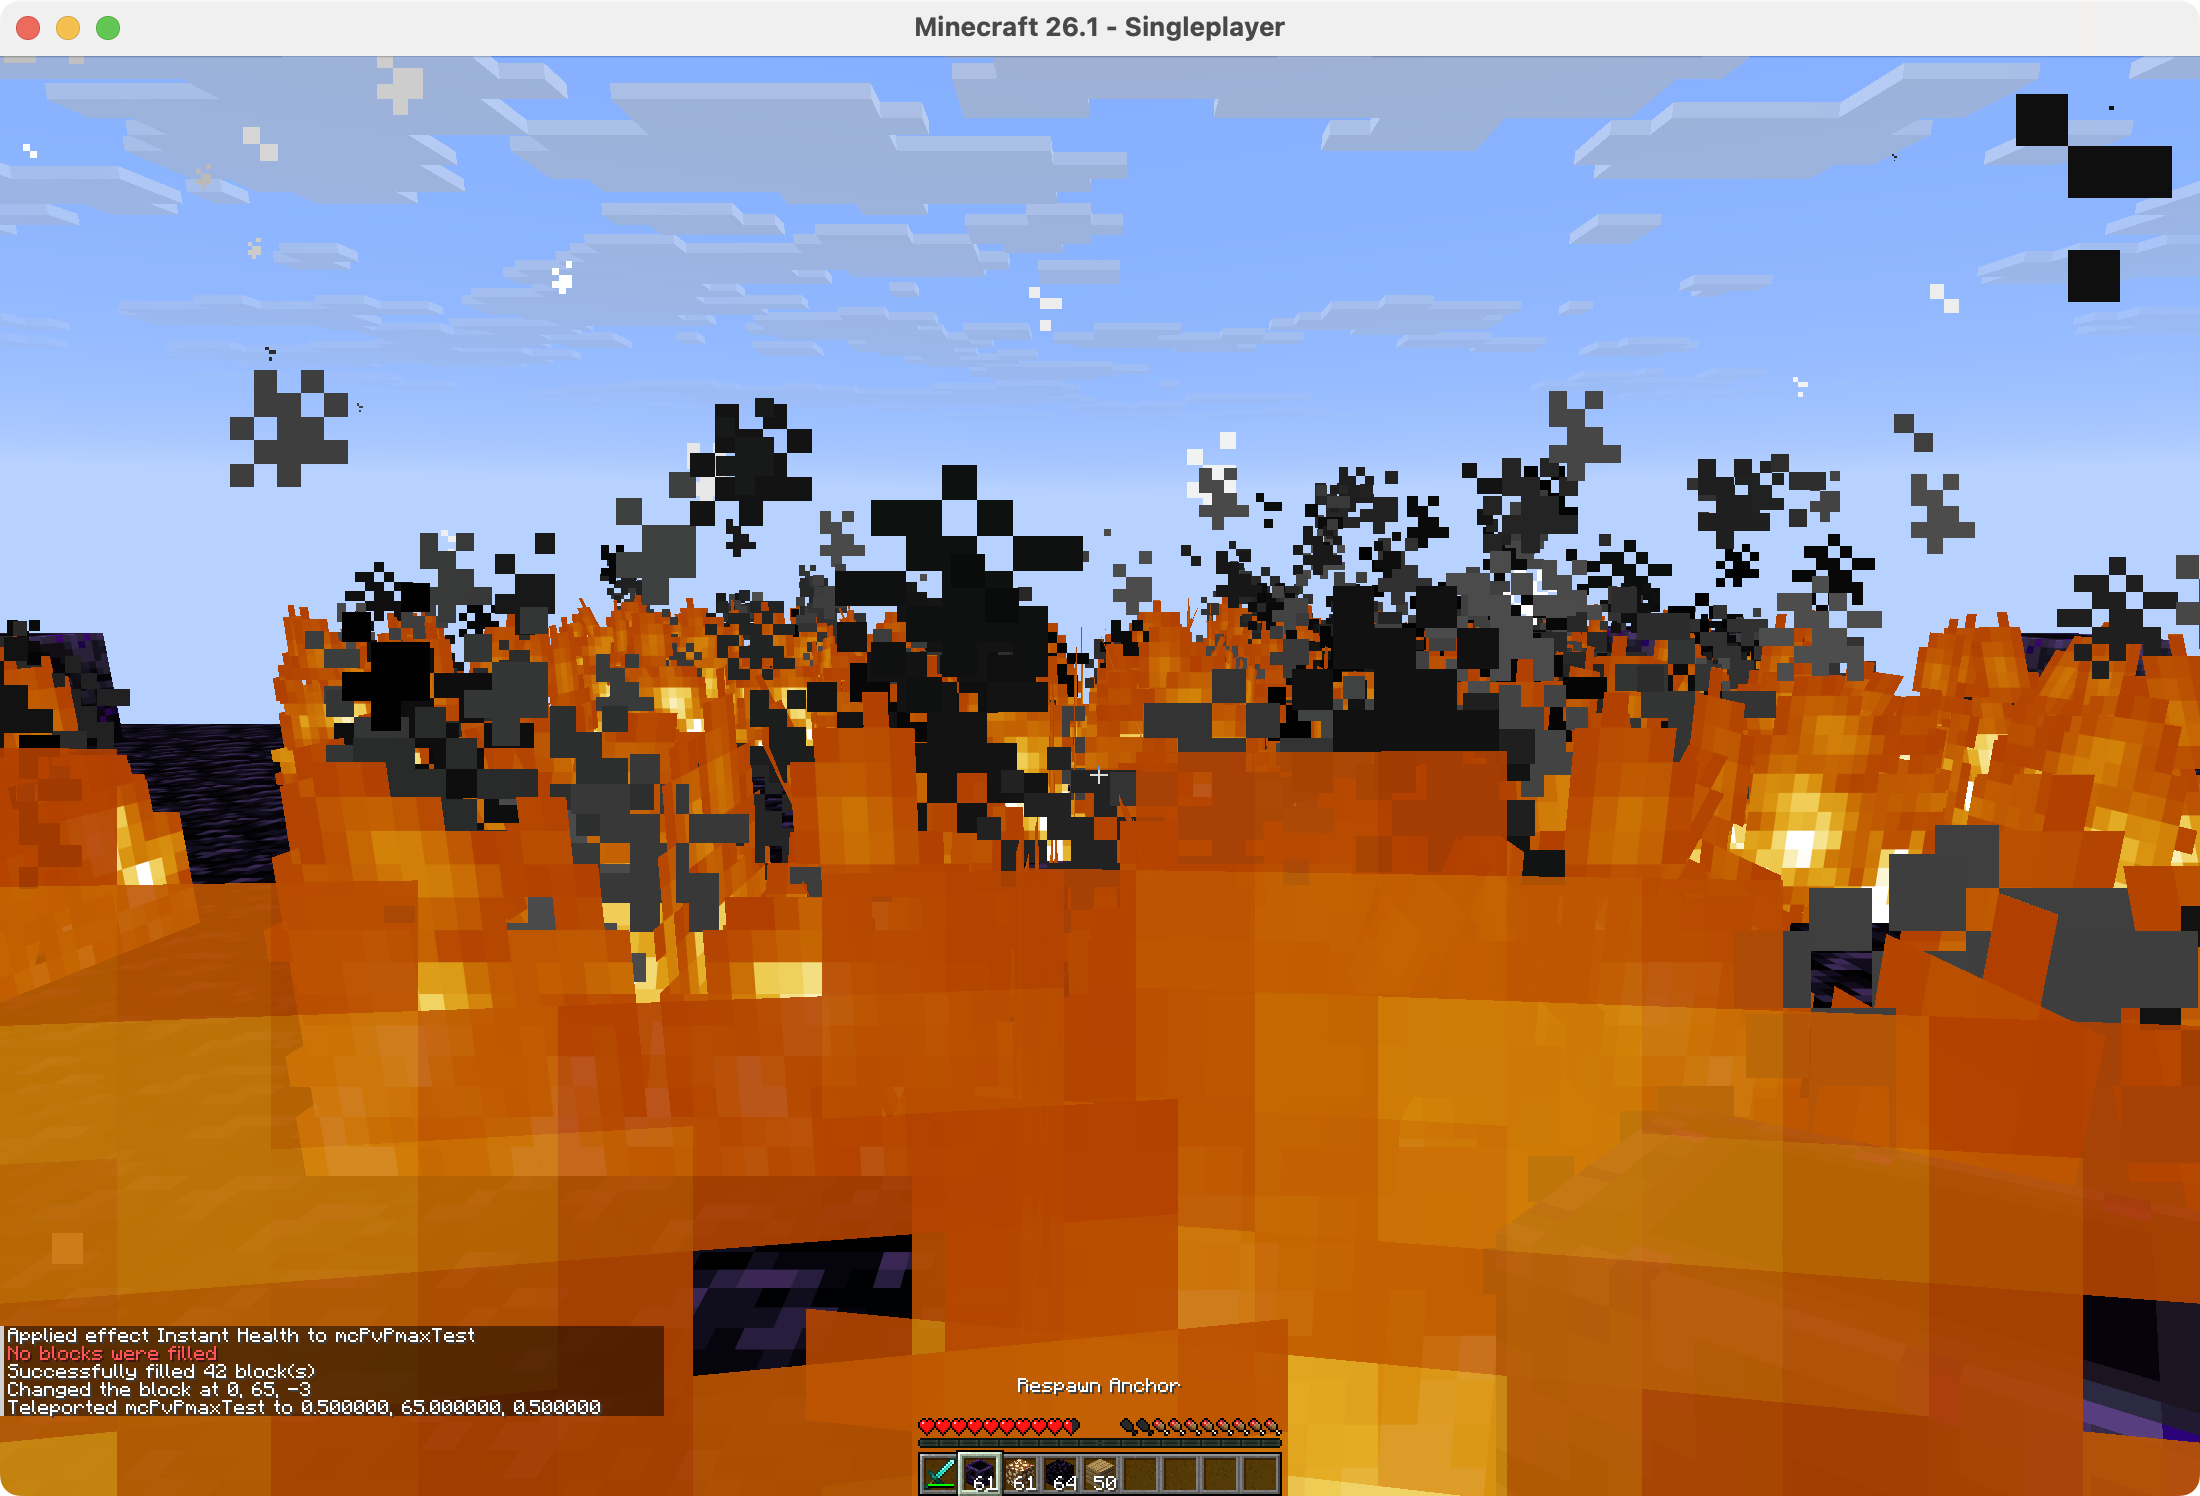 Minecraft 26.1 - Singleplayer
Applied effect Instant Health to mcPvPmaxTest
No blocks were filled
Successfully filled 42 block(s)
Changed the block at 0, 65, -3
Teleported mcPvPmaxTest to 0.500000, 65.000000, 0.500000
Respawn Anchor
61 61 64 50